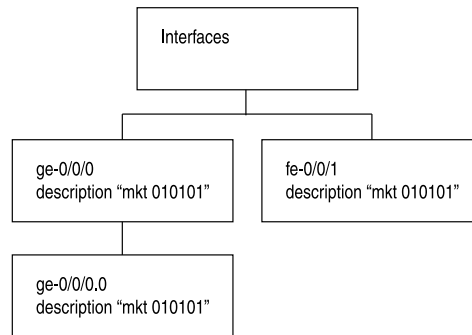 Interfaces
ge-0/0/0
description “mkt 010101”
fe-0/0/1
description “mkt 010101”
ge-0/0/0.0
description “mkt 010101”